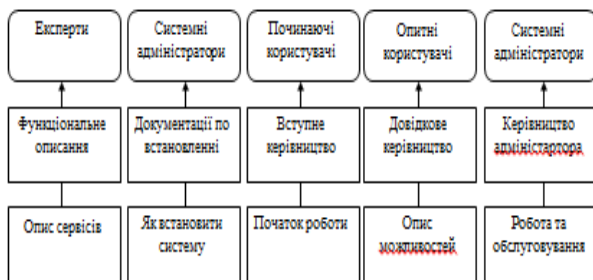 Експерти
Системні
адміністратори
Починаючі
користувачі
Опитні
користувачі
Системні
адміністратори
Функціональне
описання
Документації по
встановленні
Вступне
керівництво
Довідкове
керівництво
Керівництво
адміністартора
Опис сервісів
Як встановити
систему
Початок роботи
Опис
можливостей
Робота та
обслуговування